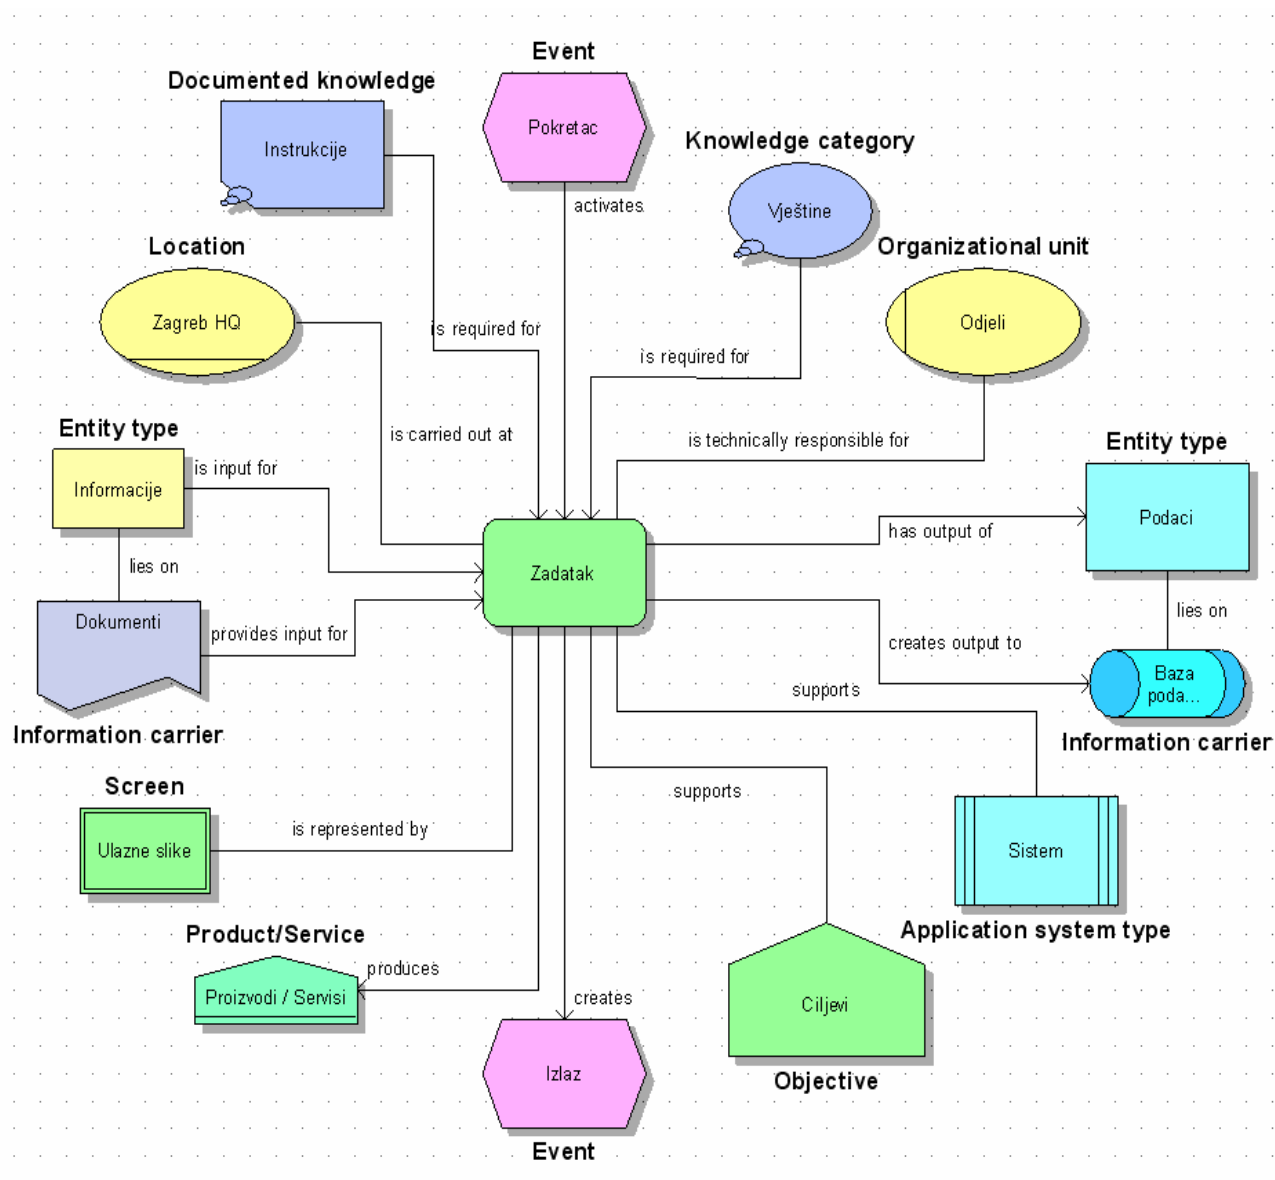 Event
Documented knowledge
Pokretac
Instrukcije
Knowledge category
activates
Vještine
Location
Organizational unit
Zagreb HQ
Odjeli
is required for
is required for
Entity type
is carried out at
is technically responsible for
Entity type
is input for
Informacije
Podaci
has output of
lies on
Zadatak
lies on
Dokumenti
provides input for
creates output to
Baza
poda...
supports
Information carrier
Information carrier
Screen
supports
is represented by
Ulazne slike
Sistem
Product/Service
Application system type
produces
Proizvodi / Servisi
creates
Ciljevi
Izlaz
Objective
Event